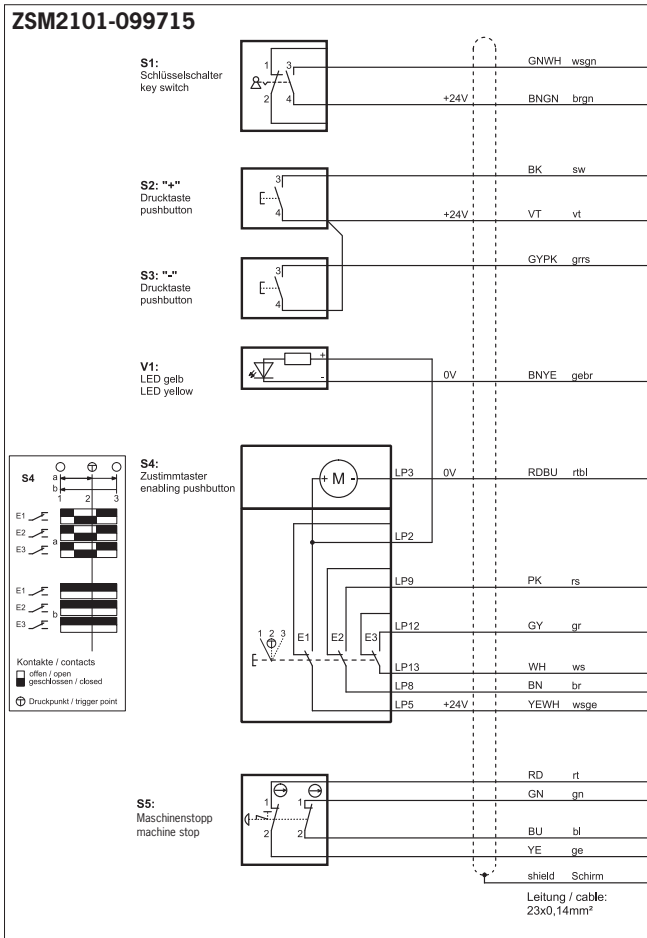 ZSM2101-099715
S1:
Schlüsselschalter
key switch
1 3
2 4
GNWH wsgn
+24V BNGN brgn
S2: "+"
Drucktaste
pushbutton
3
4
BK sw
+24V VT vt
S3: "-"
Drucktaste
pushbutton
3
4
GYPK grrs
V1:
LED gelb
LED yellow
+
-
0V BNYE gebr
S4:
Zustimmtaster
enabling pushbutton
+ M -
LP3 0V RDBU rtbl
LP2
LP9 PK rs
LP12 GY gr
1 2 3
E1 E2 E3
LP13 WH ws
LP8 BN br
LP5 +24V YEWH wsge
S4
a
b
1 2 3
E1
E2
a
E3
E1
E2
b
E3
Kontakte / contacts
offen / open
geschlossen / closed
Druckpunkt / trigger point
S5:
Maschinenstopp
machine stop
1 1
2 2
RD rt
GN gn
BU bl
YE ge
shield Schirm
Leitung / cable:
23x0,14mm²